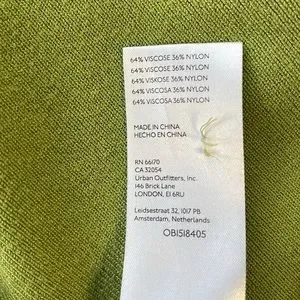 64% VISCOSE 36% NYLON
64% VISCOSE 36% NYLON
64% VISKOSE 36% NYLON
64% VISCOSA 36% NYLON
64% VISCOSA 36% NYLON
MADE IN CHINA
HECHO EN CHINA
RN 66170
CA 32054
Urban Outfitters, Inc.
146 Brick Lane
LONDON, E1 6RU
Leidsestraat 32, 1017 PB
Amsterdam, Netherlands
OB1518405